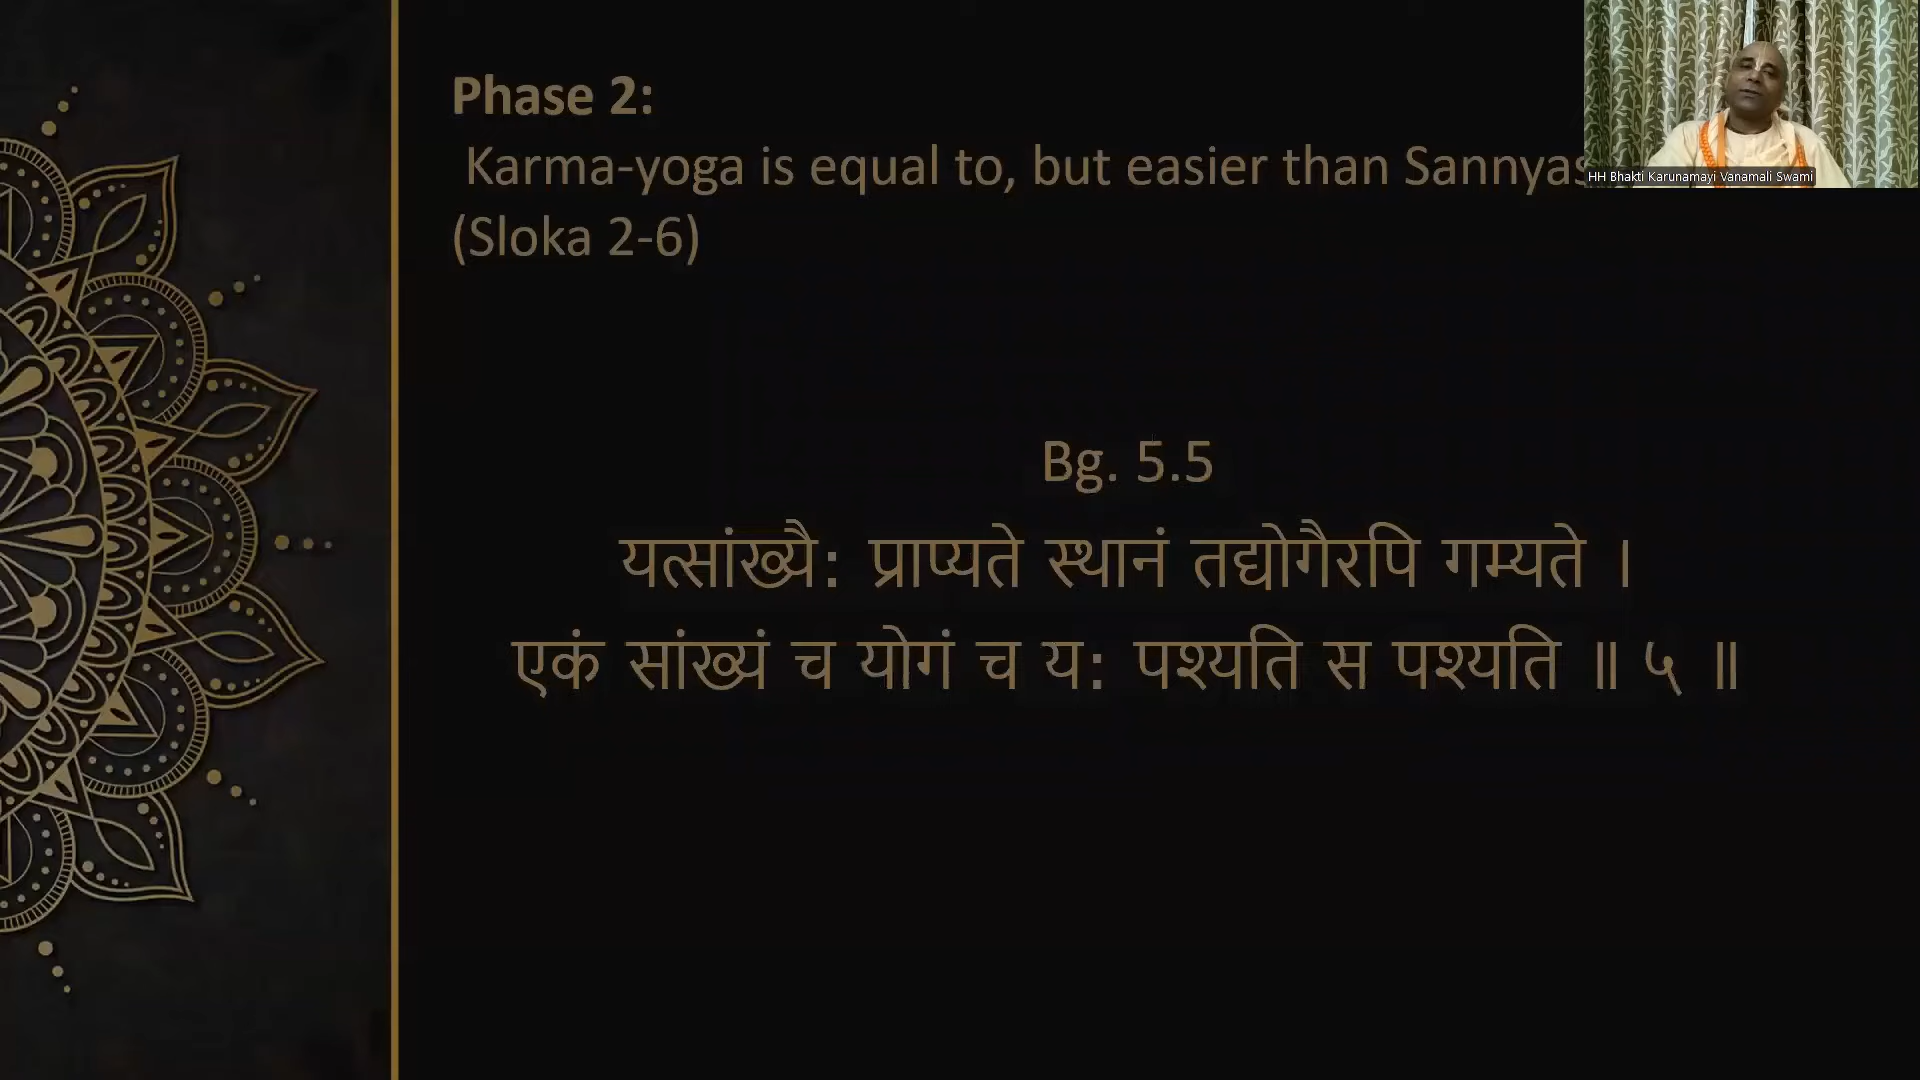 Phase 2:
Karma-yoga is equal to, but easier than
(Sloka 2-6)
HH Bhakti Karunamayi Vanamali Swami
Bg. 5.5
यत्सांख्यै: प्राप्यते स्थानं तद्योगैरपि गम्यते ।
एकं सांख्यं च योगं च य: पश्यति स पश्यति ॥ ५ ॥